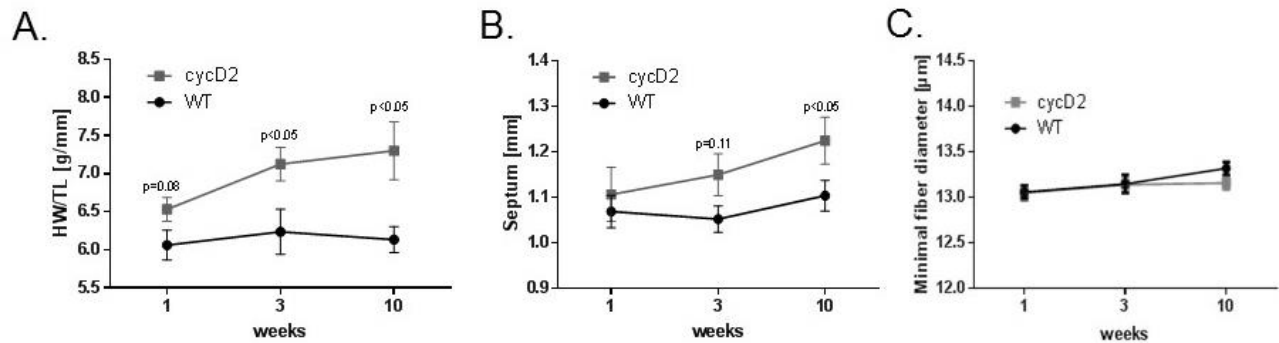 A.
HW/TL [g/mm]
8.5
8.0
7.5
7.0
6.5
6.0
5.5
cycD2
WT
p=0.08
p<0.05
p<0.05
1
3
10
weeks
B.
Septum [mm]
1.4
1.3
1.2
1.1
1.0
0.9
cycD2
WT
p=0.11
p<0.05
1
3
10
weeks
C.
Minimal fiber diameter [µm]
14.5
14.0
13.5
13.0
12.5
12.0
cycD2
WT
1
3
10
weeks